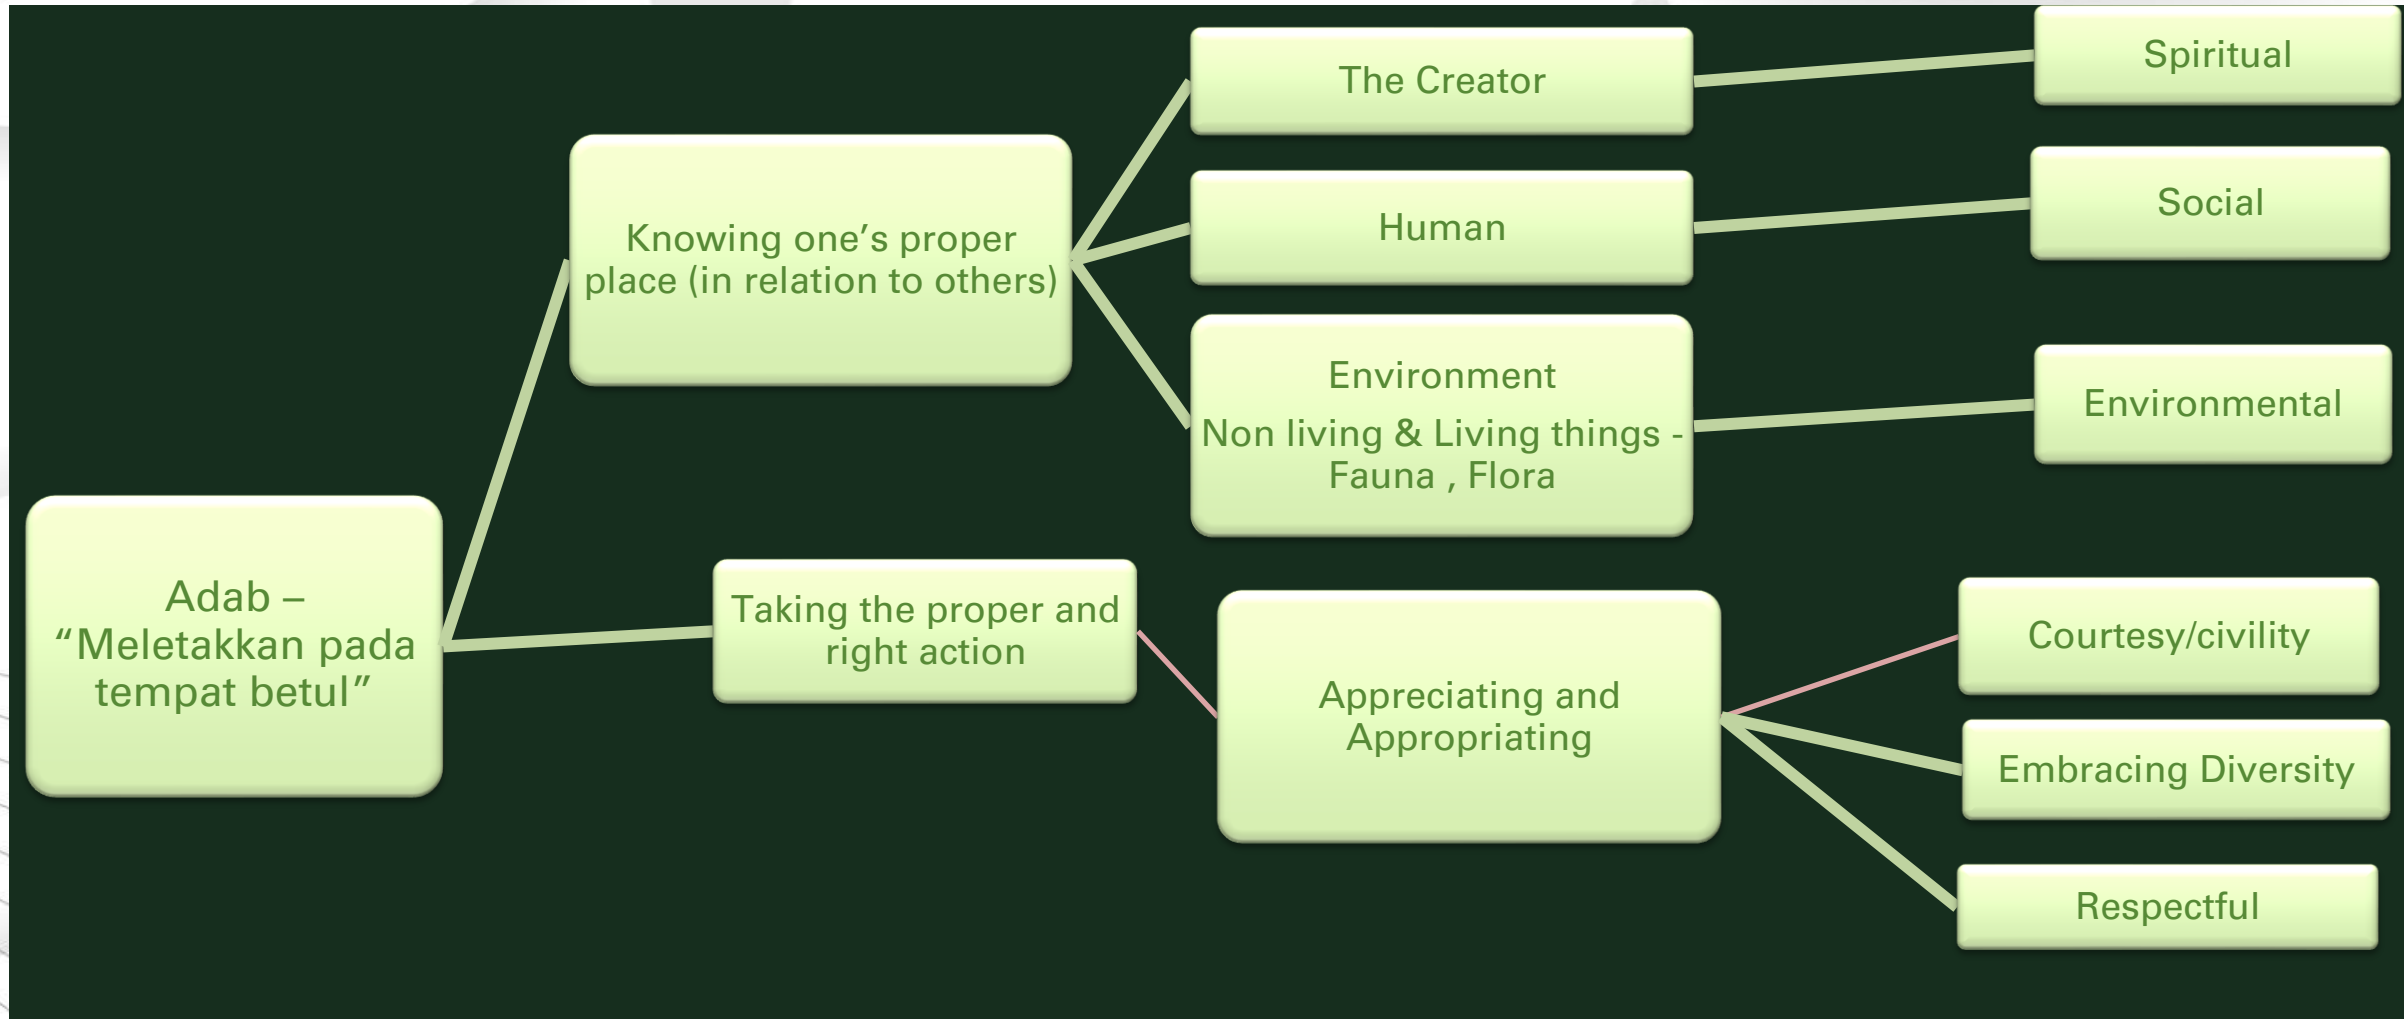 Adab –
“Meletakkan pada
tempat betul”
Knowing one’s proper
place (in relation to others)
The Creator
Spiritual
Human
Social
Environment
Non living & Living things -
Fauna , Flora
Environmental
Taking the proper and
right action
Appreciating and
Appropriating
Courtesy/civility
Embracing Diversity
Respectful